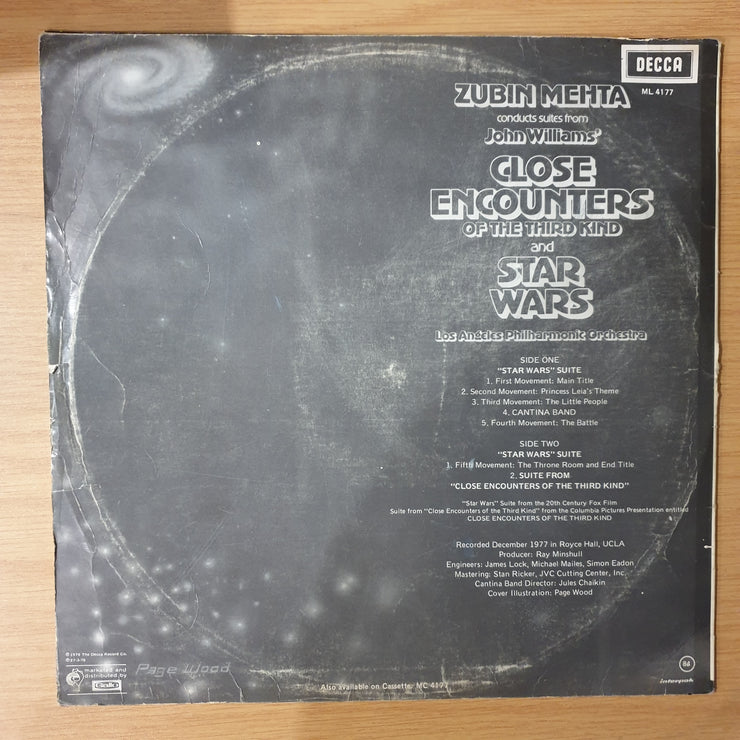 DECCA
ML 4177
ZUBIN MEHTA
conducts suites from
John Williams'
CLOSE
ENCOUNTERS
OF THE THIRD KIND
and
STAR
WARS
Los Angeles Philharmonic Orchestra
SIDE ONE
"STAR WARS" SUITE
1. First Movement: Main Title
2. Second Movement: Princess Leia's Theme
3. Third Movement: The Little People
4. CANTINA BAND
5. Fourth Movement: The Battle
SIDE TWO
"STAR WARS" SUITE
1. Fifth Movement: The Throne Room and End Title
2. SUITE FROM
"CLOSE ENCOUNTERS OF THE THIRD KIND"
"Star Wars" Suite from the 20th Century Fox Film
Suite from "Close Encounters of the Third Kind" from the Columbia Pictures Presentation entitled
CLOSE ENCOUNTERS OF THE THIRD KIND
Recorded December 1977 in Royce Hall, UCLA
Producer: Ray Minshull
Engineers: James Lock, Michael Mailes, Simon Eadon
Mastering: Stan Ricker, JVC Cutting Center, Inc.
Cantina Band Director: Jules Chaikin
Cover Illustration: Page Wood
The Decca Record Co.
marketed and
distributed by
Gallo
Page Wood
Also available on Cassette: MC 4177